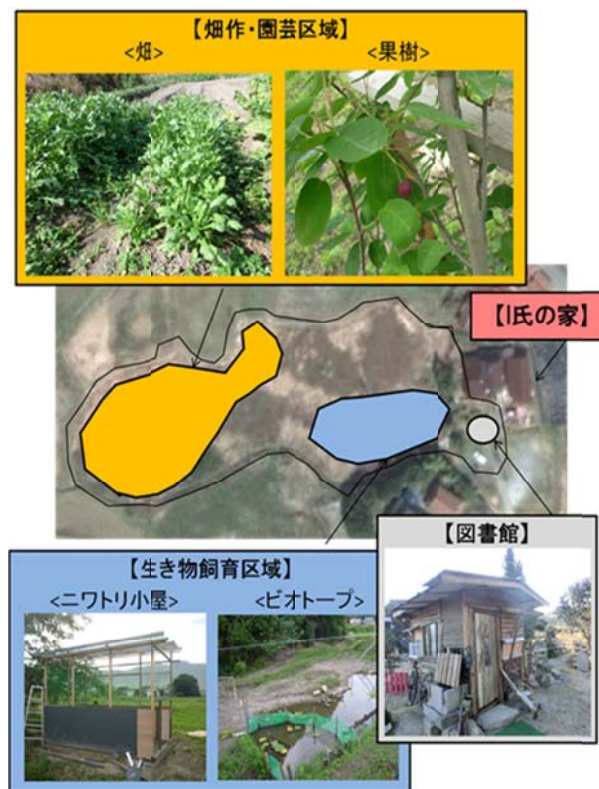 【畑作・園芸区域】
<畑> <果樹>
【I氏の家】
【図書館】
【生き物飼育区域】
<ニワトリ小屋> <ビオトープ>